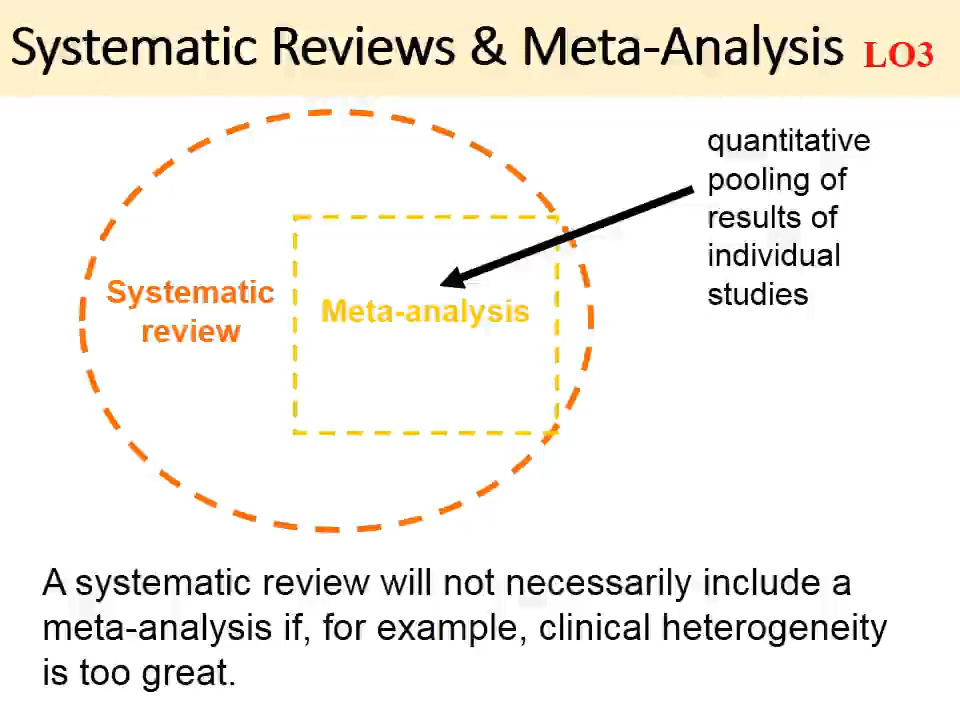 Systematic Reviews & Meta-Analysis LO3
quantitative
pooling of
results of
individual
studies
Systematic
review
Meta-analysis
A systematic review will not necessarily include a
meta-analysis if, for example, clinical heterogeneity
is too great.